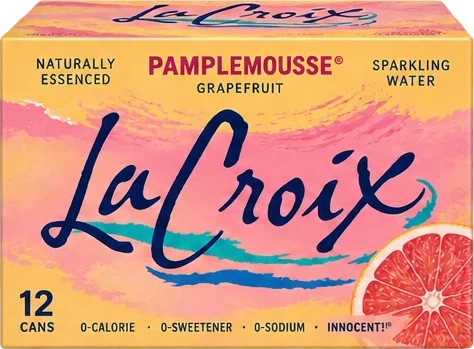 LaCroix
NATURALLY
ESSENCED
PAMPLEMOUSSE®
GRAPEFRUIT
SPARKLING
WATER
LaCroix
12
CANS
0-CALORIE · 0-SWEETENER · 0-SODIUM · INNOCENT!®